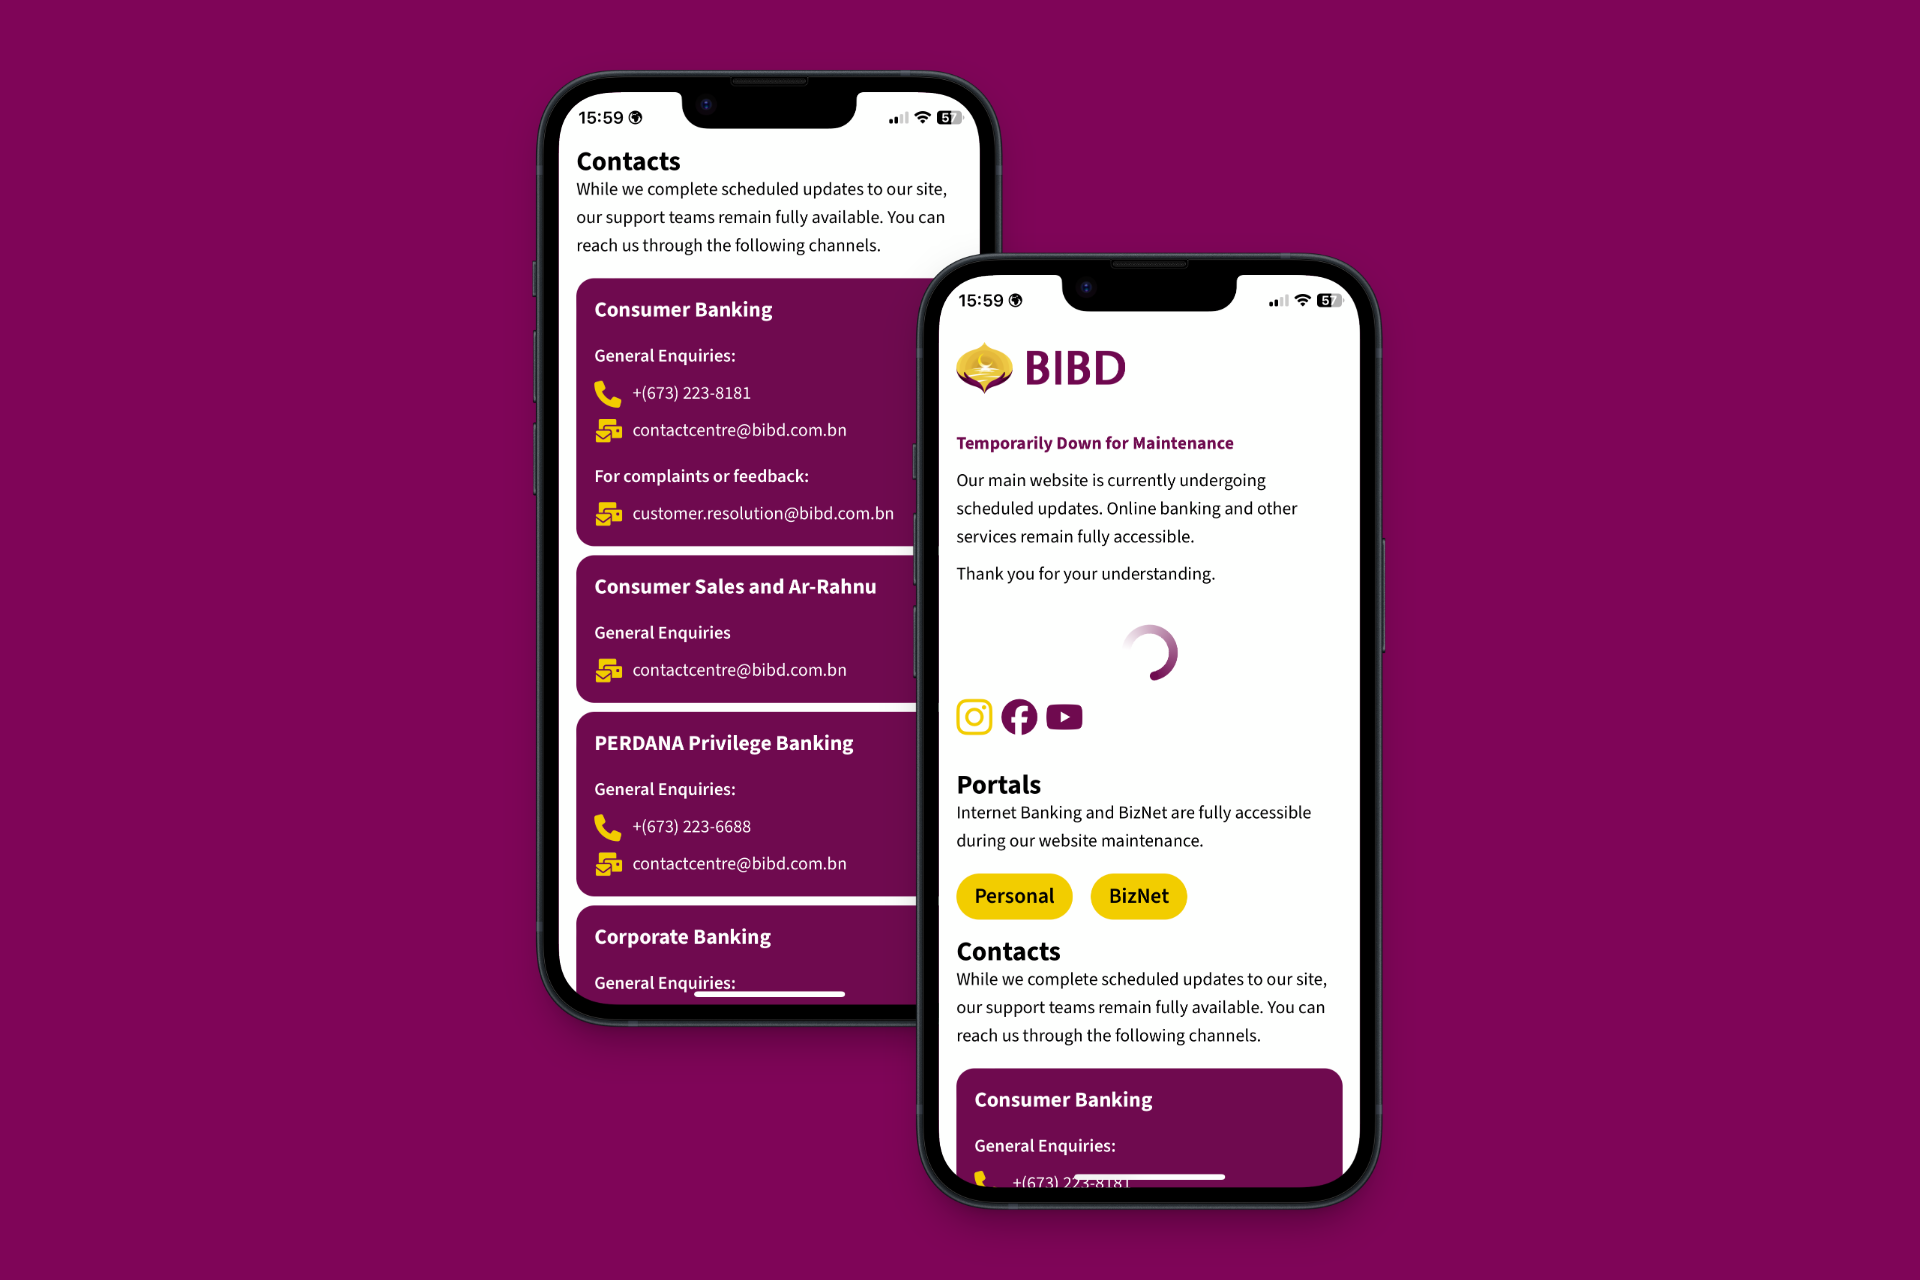 15:59
57
Contacts
While we complete scheduled updates to our site,
our support teams remain fully available. You can
reach us through the following channels.
Consumer Banking
General Enquiries:
+(673) 223-8181
contactcentre@bibd.com.bn
For complaints or feedback:
customer.resolution@bibd.com.bn
Consumer Sales and Ar-Rahnu
General Enquiries
contactcentre@bibd.com.bn
PERDANA Privilege Banking
General Enquiries:
+(673) 223-6688
contactcentre@bibd.com.bn
Corporate Banking
General Enquiries:
15:59
57
BIBD
Temporarily Down for Maintenance
Our main website is currently undergoing
scheduled updates. Online banking and other
services remain fully accessible.
Thank you for your understanding.
Portals
Internet Banking and BizNet are fully accessible
during our website maintenance.
Personal BizNet
Contacts
While we complete scheduled updates to our site,
our support teams remain fully available. You can
reach us through the following channels.
Consumer Banking
General Enquiries:
+(673) 223-8181